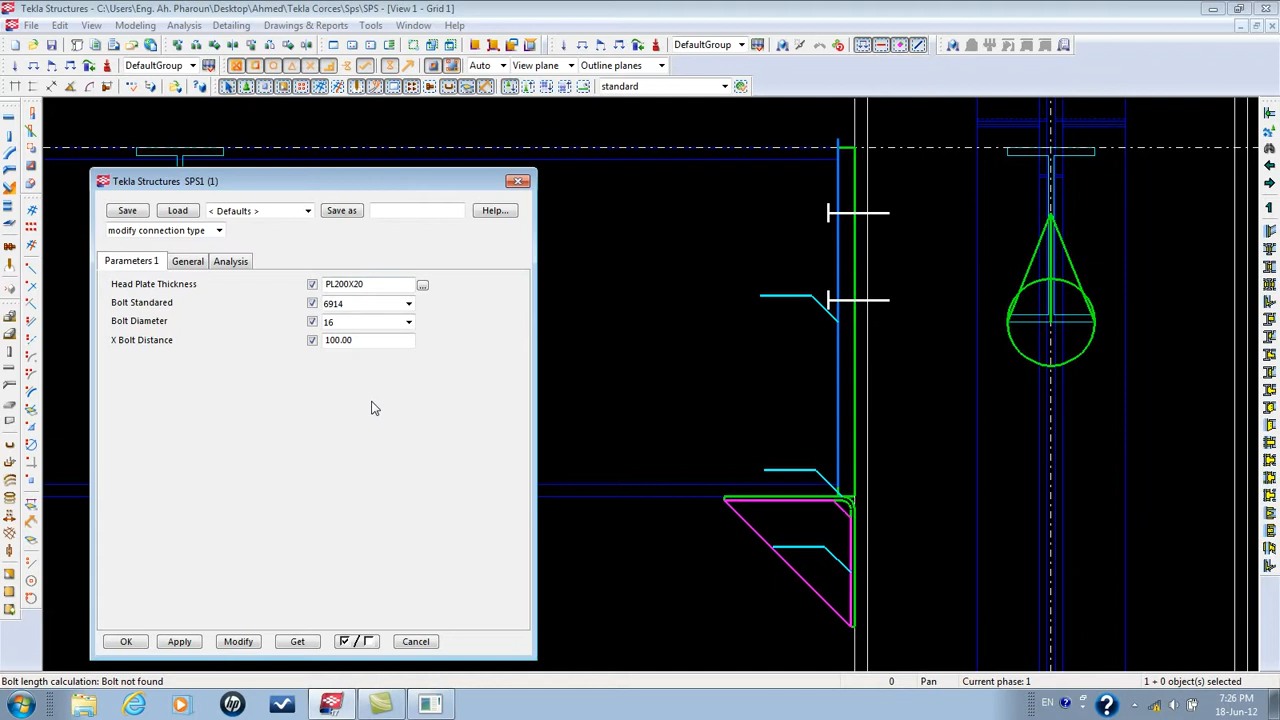 Tekla Structures - C:\Users\Eng. Ah. Pharoun\Desktop\Ahmed\Tekla Corces\Sps\SPS - [View 1 - Grid 1]
File Edit View Modeling Analysis Detailing Drawings & Reports Tools Window Help
DefaultGroup
DefaultGroup Auto View plane Outline planes
standard
Tekla Structures SPS1 (1)
Save Load < Defaults > Save as Help...
modify connection type
Parameters 1 General Analysis
Head Plate Thickness PL200X20 ...
Bolt Standared 6914
Bolt Diameter 16
X Bolt Distance 100.00
OK Apply Modify Get / Cancel
Bolt length calculation: Bolt not found 0 Pan Current phase: 1 1 + 0 object(s) selected
EN 7:26 PM
18-Jun-12